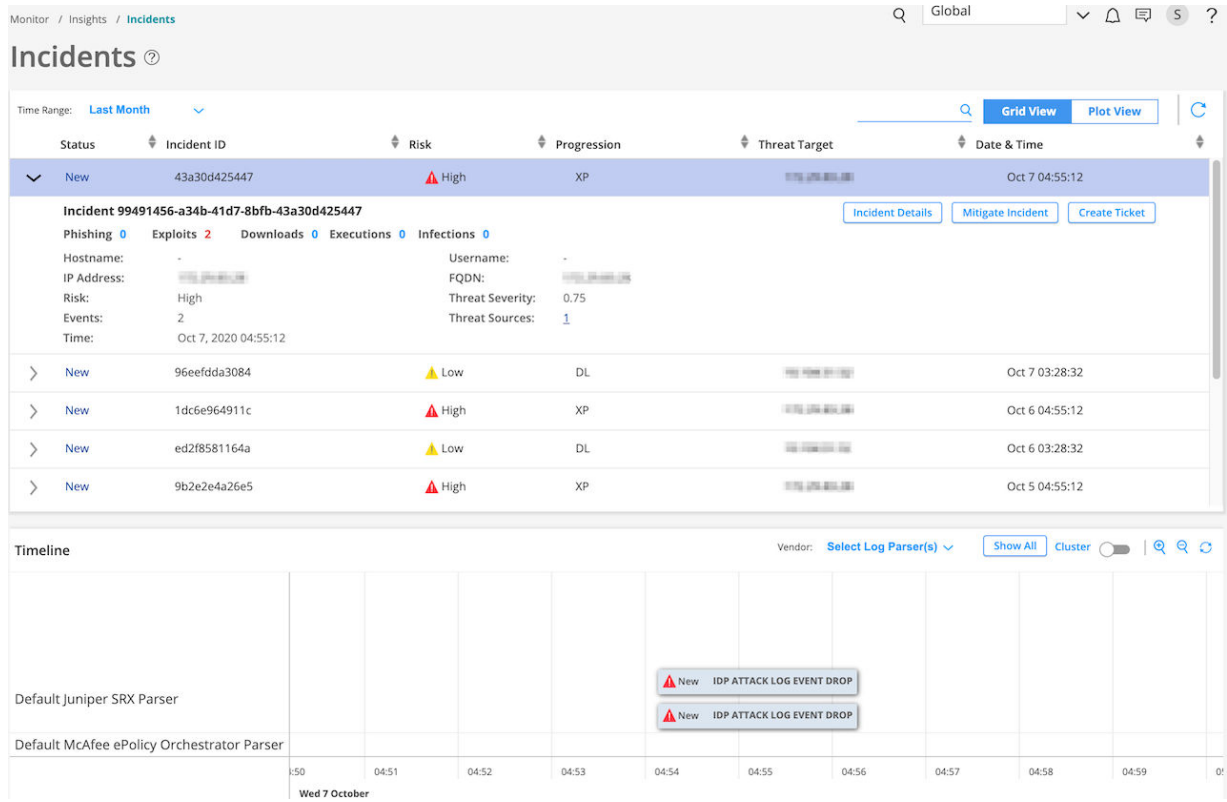 Monitor / Insights / Incidents
Global
S ?
Incidents ?
Time Range: Last Month
Grid View Plot View
Status Incident ID Risk Progression Threat Target Date & Time
New 43a30d425447 High XP Oct 7 04:55:12
Incident 99491456-a34b-41d7-8bfb-43a30d425447
Incident Details Mitigate Incident Create Ticket
Phishing 0 Exploits 2 Downloads 0 Executions 0 Infections 0
Hostname: - Username: -
IP Address: FQDN:
Risk: High Threat Severity: 0.75
Events: 2 Threat Sources: 1
Time: Oct 7, 2020 04:55:12
New 96eefdda3084 Low DL Oct 7 03:28:32
New 1dc6e964911c High XP Oct 6 04:55:12
New ed2f8581164a Low DL Oct 6 03:28:32
New 9b2e2e4a26e5 High XP Oct 5 04:55:12
Timeline Vendor: Select Log Parser(s) Show All Cluster
New IDP ATTACK LOG EVENT DROP
Default Juniper SRX Parser
New IDP ATTACK LOG EVENT DROP
Default McAfee ePolicy Orchestrator Parser
:50 04:51 04:52 04:53 04:54 04:55 04:56 04:57 04:58 04:59
Wed 7 October